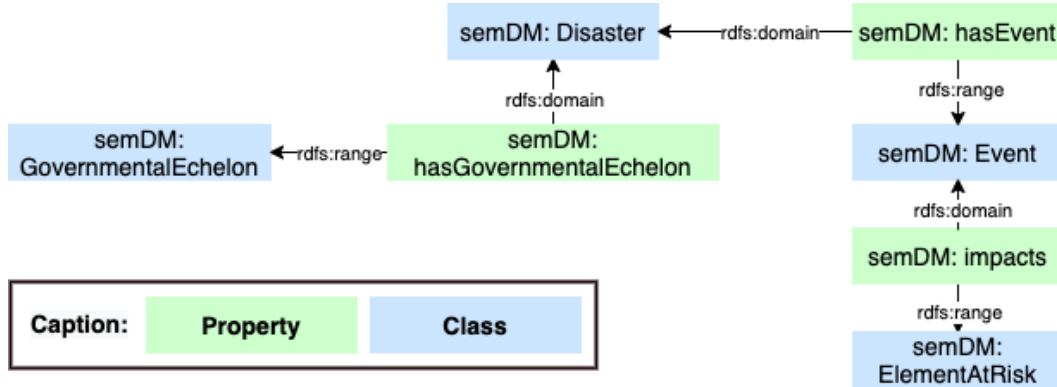 semDM: Disaster
rdfs:domain
semDM: hasEvent
rdfs:domain
rdfs:range
semDM:
GovernmentalEchelon
rdfs:range
semDM:
hasGovernmentalEchelon
semDM: Event
rdfs:domain
semDM: impacts
rdfs:range
semDM:
ElementAtRisk
Caption:
Property
Class